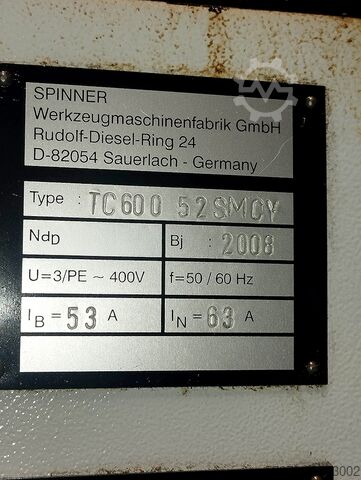 SPINNER
Werkzeugmaschinenfabrik GmbH
Rudolf-Diesel-Ring 24
D-82054 Sauerlach - Germany
Type : TC600 52SMCY
NdD Bj : 2008
U=3/PE ~ 400V f=50 / 60 Hz
IB = 53 A IN = 63 A